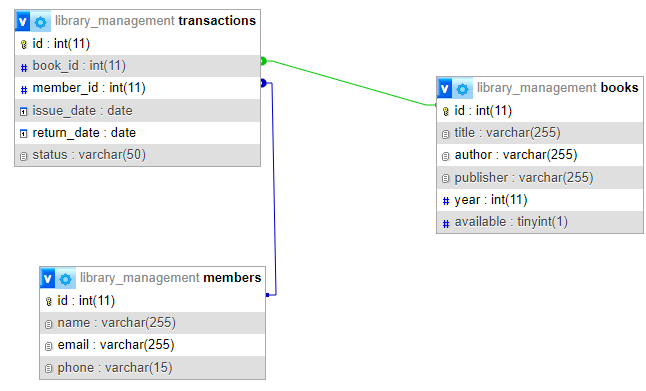 library_management transactions
id : int(11)
book_id : int(11)
member_id : int(11)
issue_date : date
return_date : date
status : varchar(50)
library_management books
id : int(11)
title : varchar(255)
author : varchar(255)
publisher : varchar(255)
year : int(11)
available : tinyint(1)
library_management members
id : int(11)
name : varchar(255)
email : varchar(255)
phone : varchar(15)